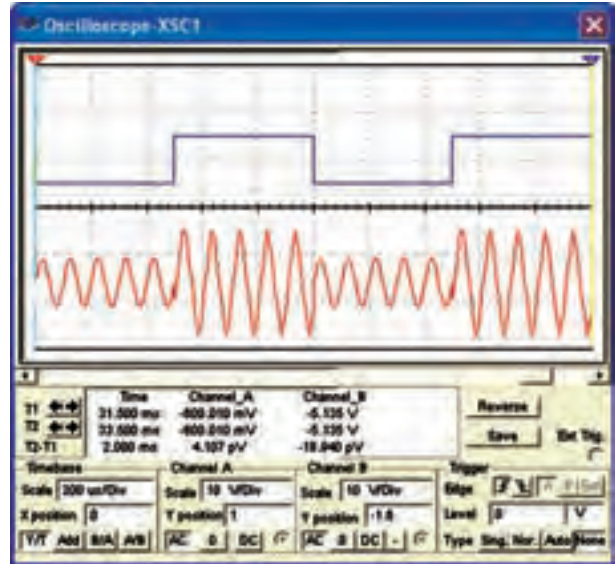 Oscilloscope-XSC1
Time Channel_A Channel_B
T1 31.500 ms -600.010 mV -5.135 V
T2 33.500 ms -600.010 mV -5.135 V
T2-T1 2.000 ms 4.107 pV -18.040 pV
Reverse
Save
Ext Trig.
Timebase Channel A Channel B Trigger
Scale 200 us/Div Scale 10 V/Div Scale 10 V/Div Edge
X position 0 Y position 1 Y position -1.8 Level 0 V
Y/T Add B/A A/B AC 0 DC AC 0 DC - Type Sing. Nor. Auto None